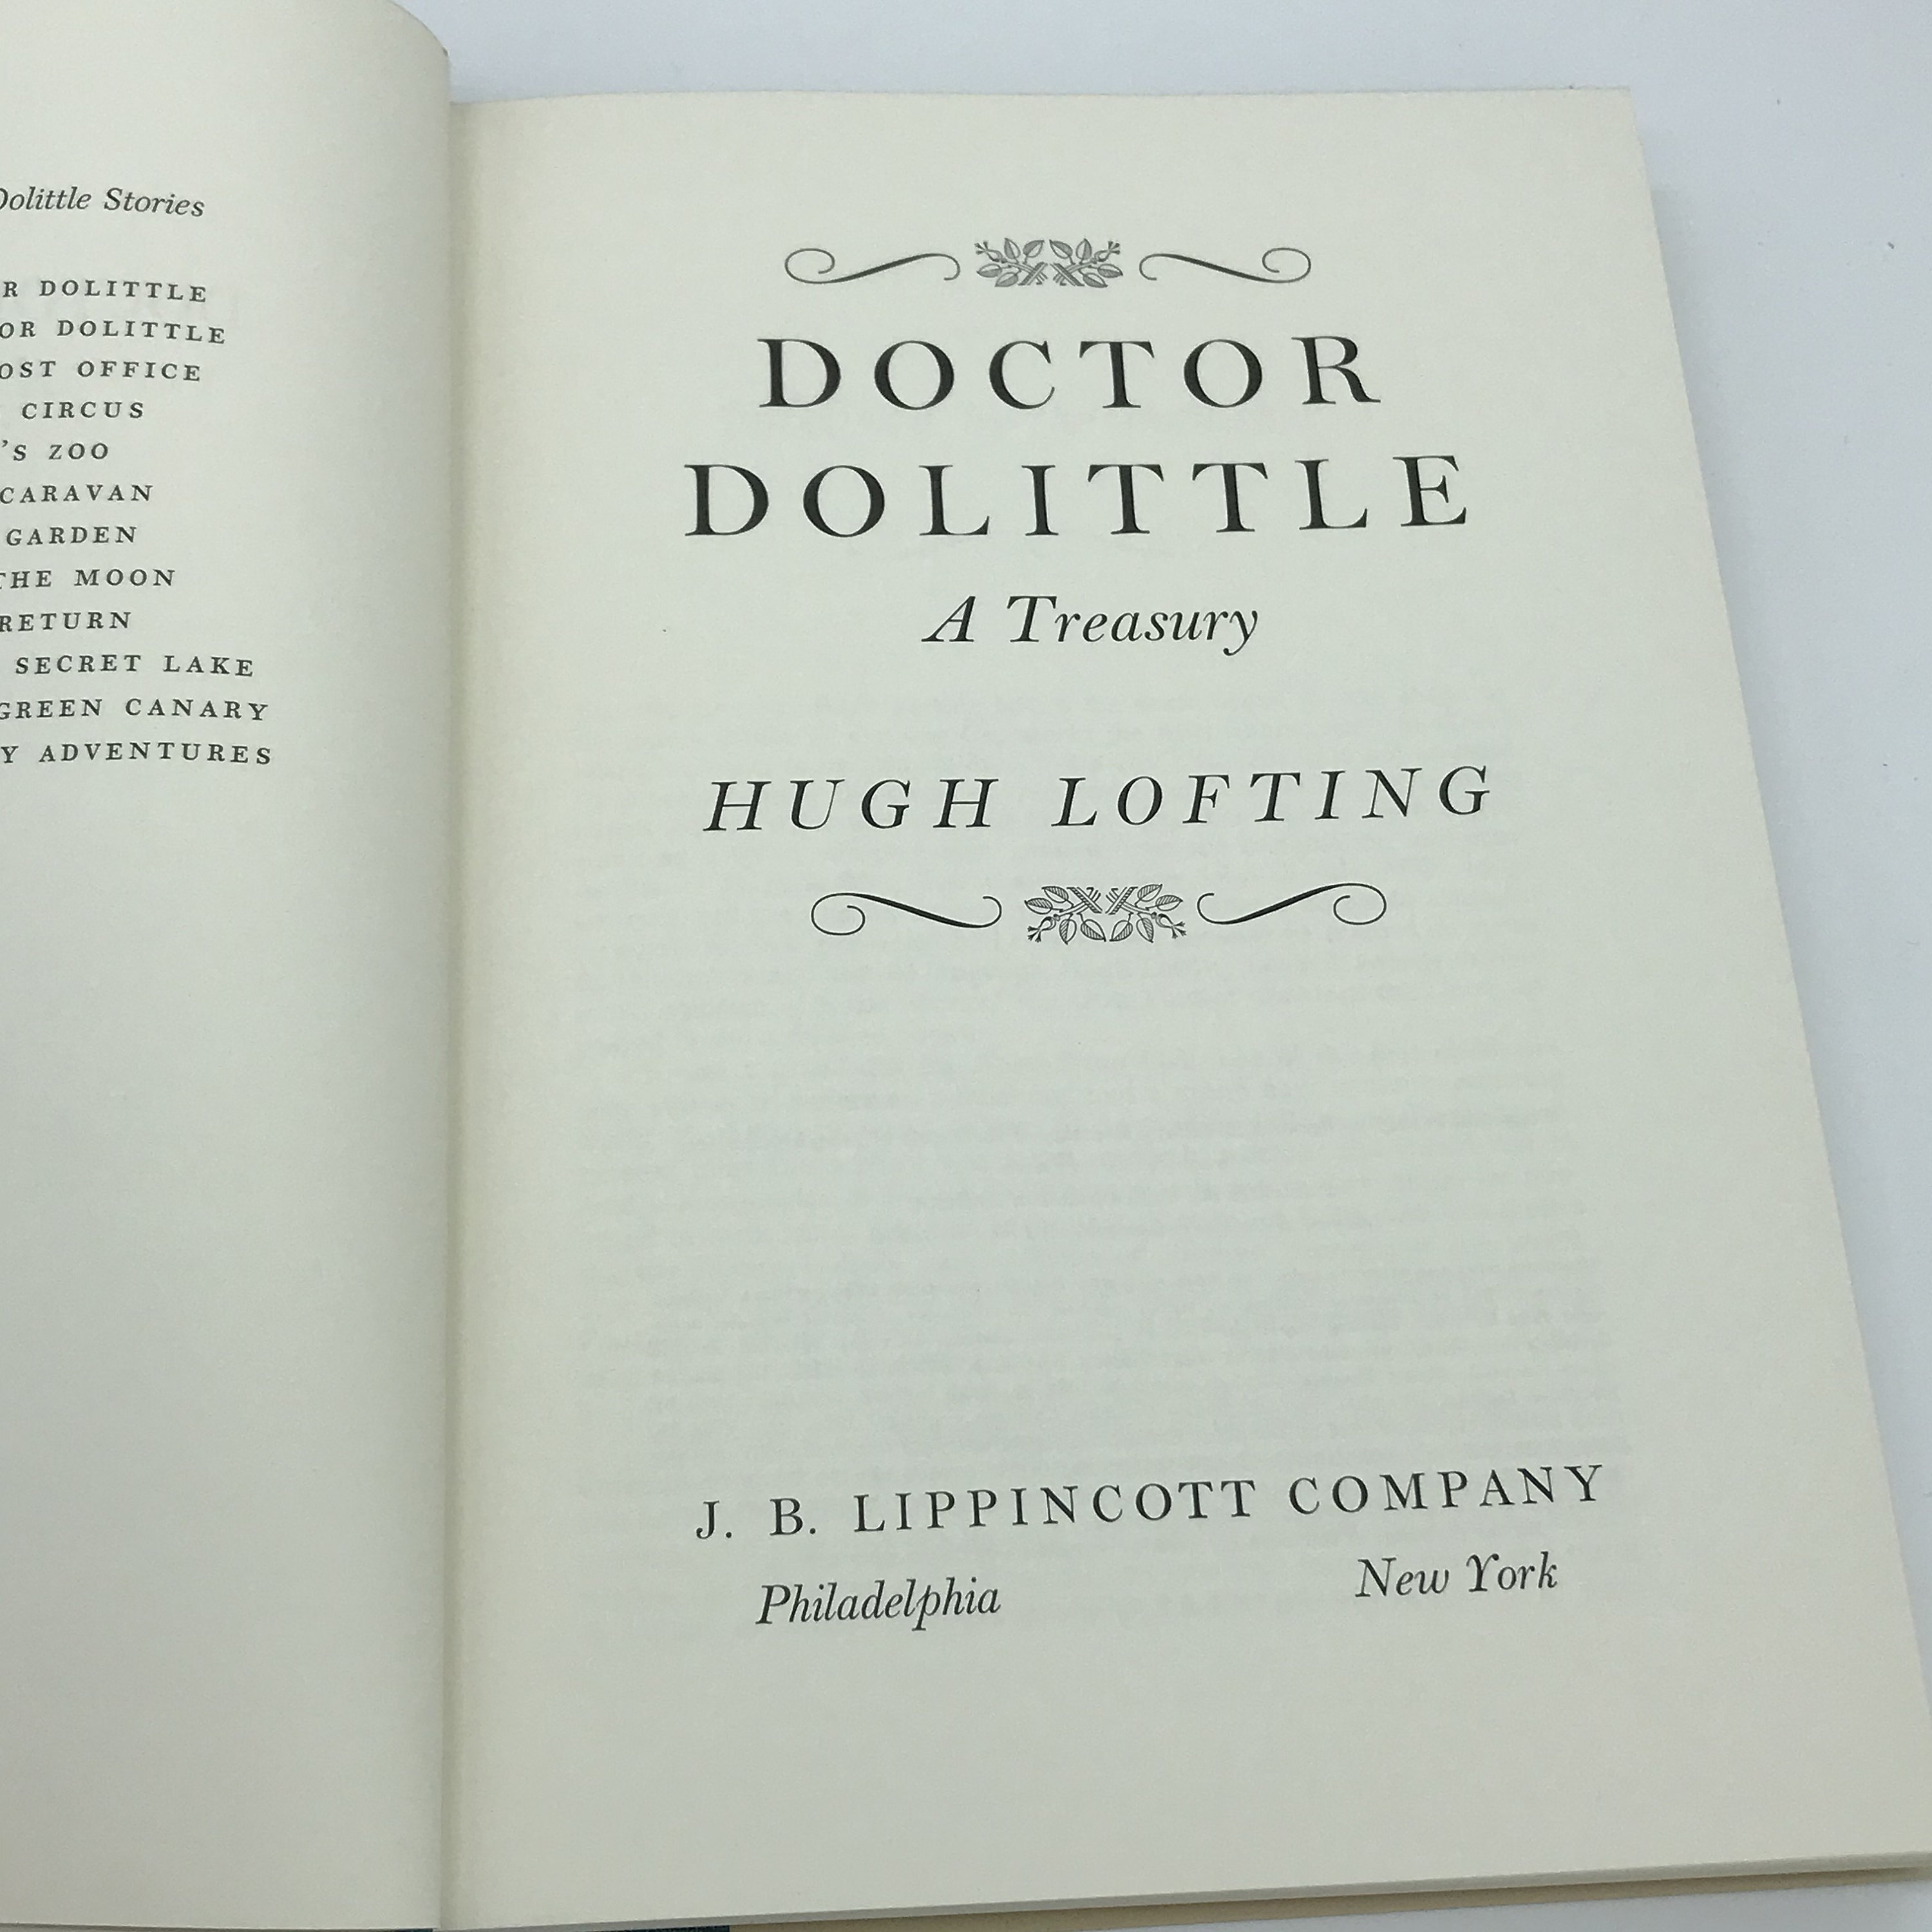 Dolittle Stories
R DOLITTLE
OR DOLITTLE
OST OFFICE
CIRCUS
'S ZOO
CARAVAN
GARDEN
THE MOON
RETURN
SECRET LAKE
GREEN CANARY
Y ADVENTURES
DOCTOR
DOLITTLE
A Treasury
HUGH LOFTING
J. B. LIPPINCOTT COMPANY
Philadelphia New York